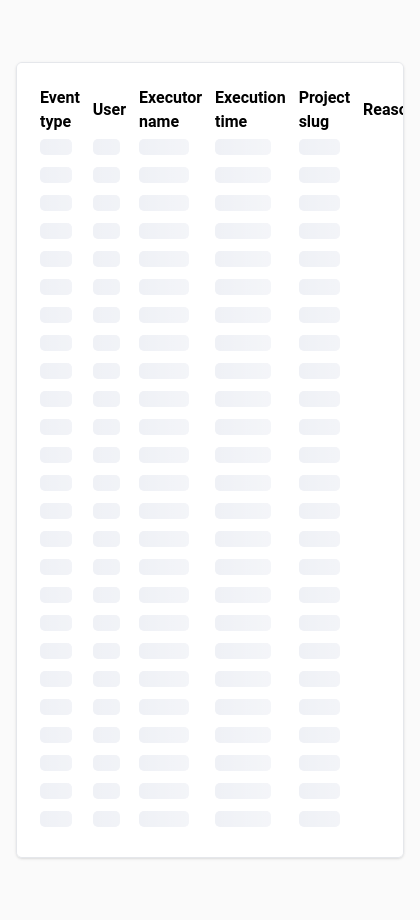 Event type
User
Executor name
Execution time
Project slug